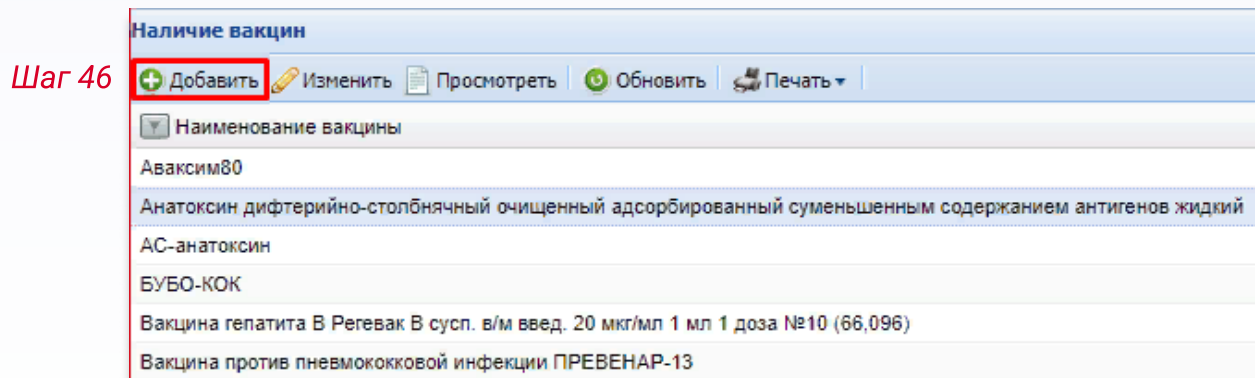 Наличие вакцин
Шаг 46
Добавить Изменить Просмотреть Обновить Печать
Наименование вакцины
Аваксим80
Анатоксин дифтерийно-столбнячный очищенный адсорбированный суменьшенным содержанием антигенов жидкий
АС-анатоксин
БУБО-КОК
Вакцина гепатита В Регевак В сусп. в/м введ. 20 мкг/мл 1 мл 1 доза №10 (66,096)
Вакцина против пневмококковой инфекции ПРЕВЕНАР-13